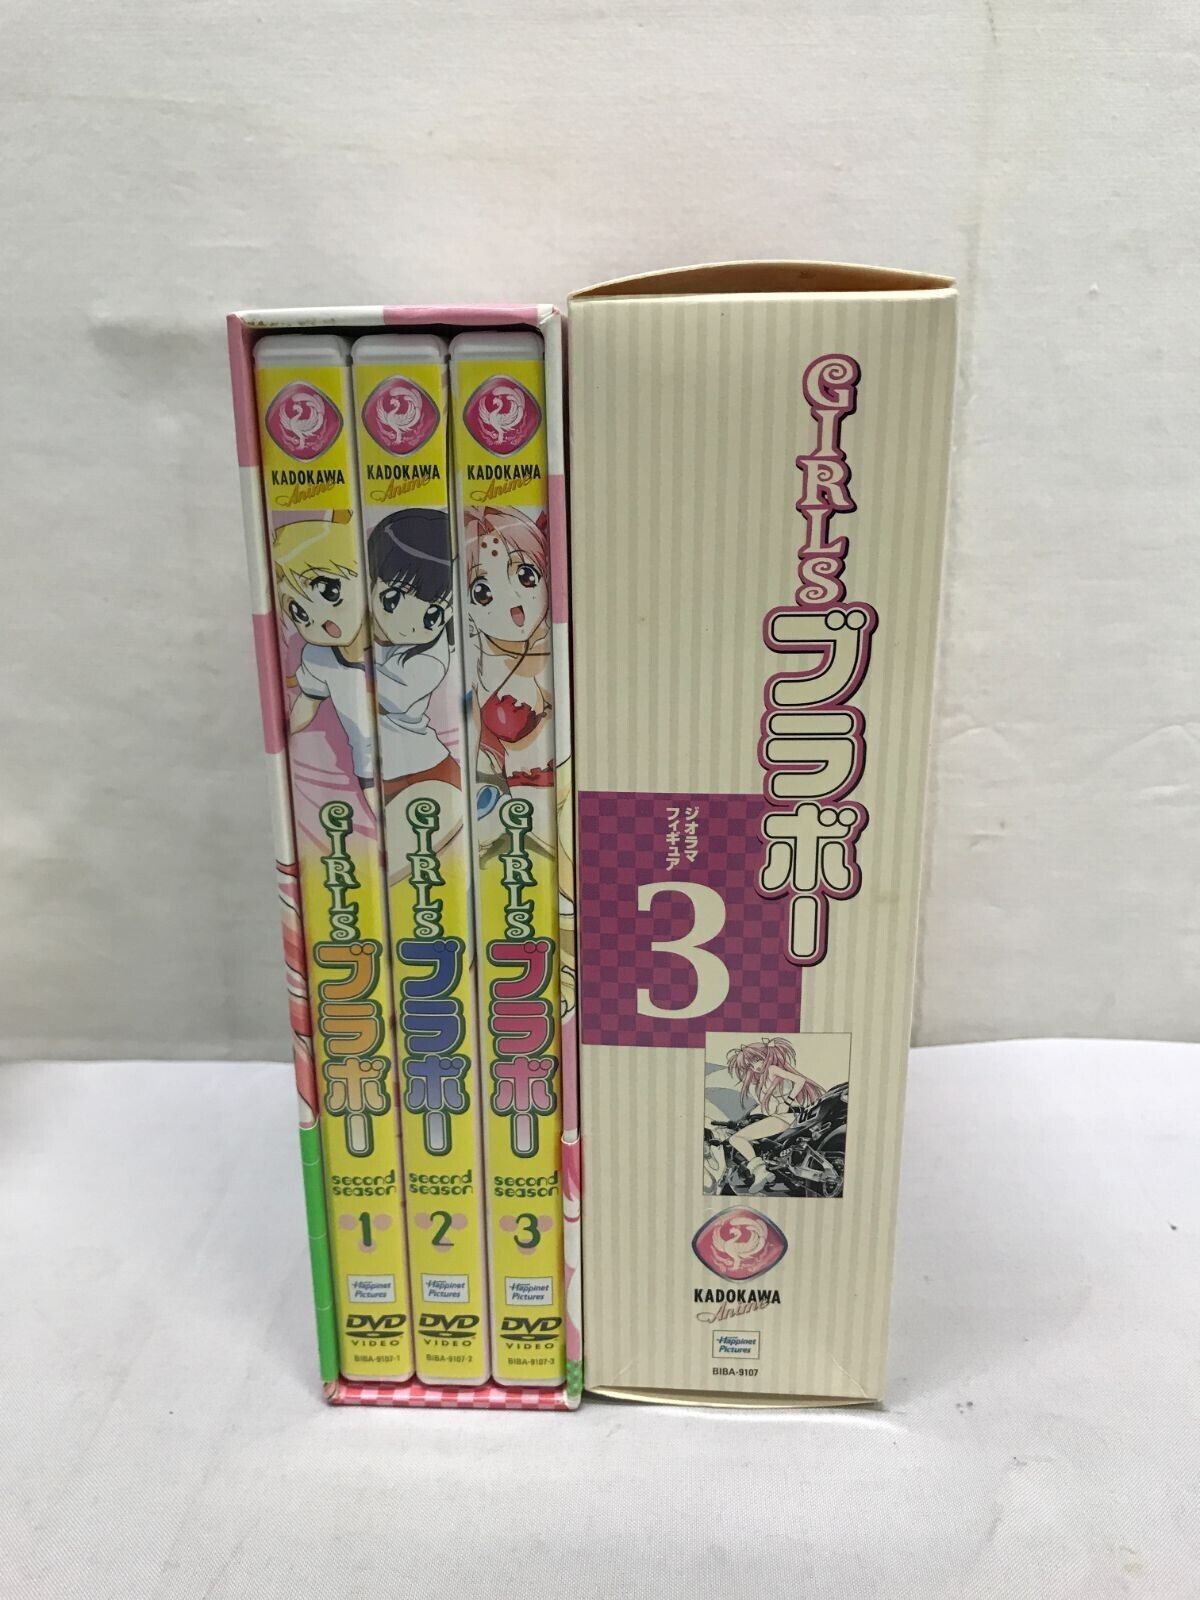 KADOKAWA
Anime
GIRLS
ブラボー
second
season
1
Happinet
Pictures
DVD
VIDEO
BIBA-9107-1
KADOKAWA
Anime
GIRLS
ブラボー
second
season
2
Happinet
Pictures
DVD
VIDEO
BIBA-9107-2
KADOKAWA
Anime
GIRLS
ブラボー
second
season
3
Happinet
Pictures
DVD
VIDEO
BIBA-9107-3
GIRLS
ブラボー
ジオラマ
フィギュア
3
KADOKAWA
Anime
Happinet
Pictures
BIBA-9107